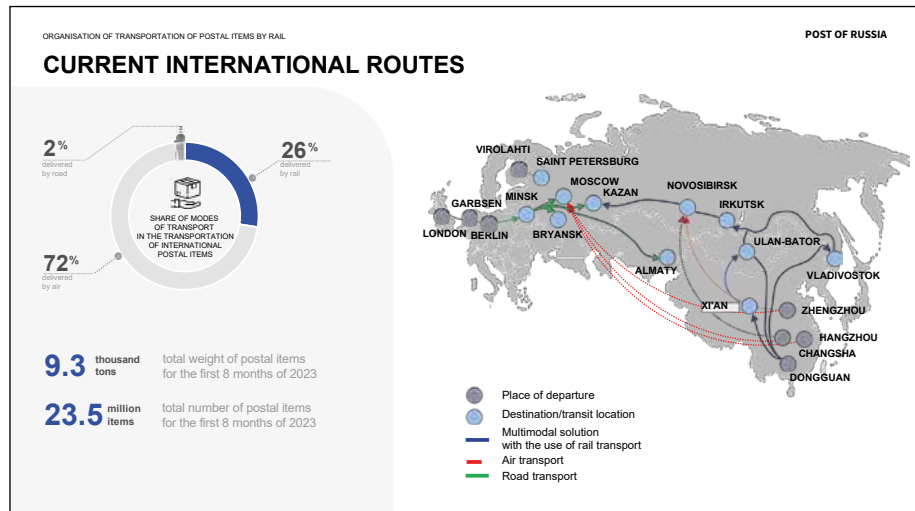 ORGANISATION OF TRANSPORTATION OF POSTAL ITEMS BY RAIL
POST OF RUSSIA
CURRENT INTERNATIONAL ROUTES
2%
delivered
by road
26%
delivered
by rail
72%
delivered
by air
SHARE OF MODES
OF TRANSPORT
IN THE TRANSPORTATION
OF INTERNATIONAL
POSTAL ITEMS
9.3 thousand tons
total weight of postal items
for the first 8 months of 2023
23.5 million items
total number of postal items
for the first 8 months of 2023
VIROLAHTI
SAINT PETERSBURG
MOSCOW
NOVOSIBIRSK
GARBSEN
MINSK
KAZAN
IRKUTSK
LONDON
BERLIN
BRYANSK
ULAN-BATOR
ALMATY
VLADIVOSTOK
XI'AN
ZHENGZHOU
HANGZHOU
CHANGSHA
DONGGUAN
Place of departure
Destination/transit location
Multimodal solution
with the use of rail transport
Air transport
Road transport